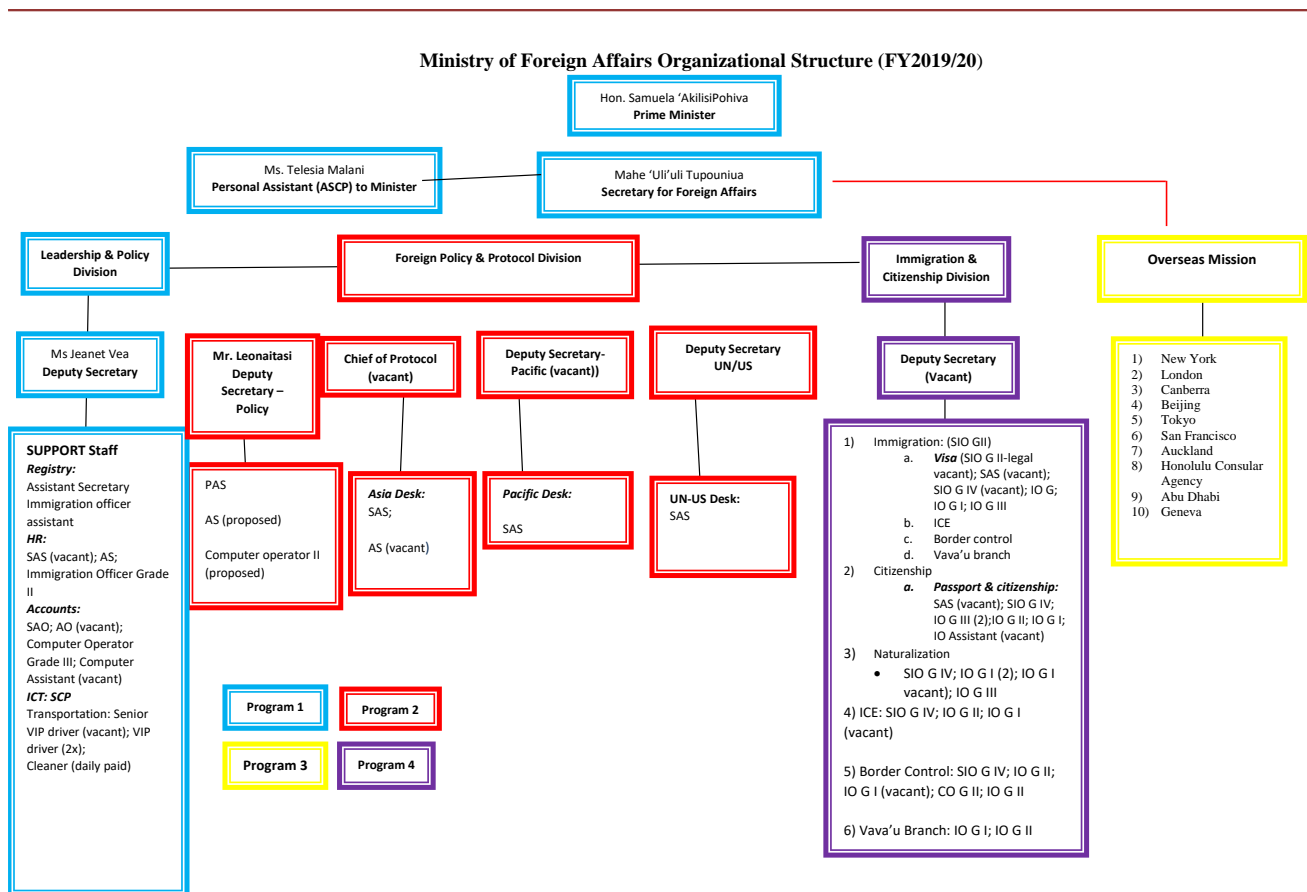 Ministry of Foreign Affairs Organizational Structure (FY2019/20)
Hon. Samuela ‘AkilisiPohiva
Prime Minister
Ms. Telesia Malani
Personal Assistant (ASCP) to Minister
Mahe ‘Uli’uli Tupouniua
Secretary for Foreign Affairs
Leadership & Policy
Division
Foreign Policy & Protocol Division
Immigration &
Citizenship Division
Overseas Mission
Ms Jeanet Vea
Deputy Secretary
Mr. Leonaitasi
Deputy
Secretary –
Policy
Chief of Protocol
(vacant)
Deputy Secretary-
Pacific (vacant))
Deputy Secretary
UN/US
Deputy Secretary
(Vacant)
1) New York
2) London
3) Canberra
4) Beijing
5) Tokyo
6) San Francisco
7) Auckland
8) Honolulu Consular
Agency
9) Abu Dhabi
10) Geneva
SUPPORT Staff
Registry:
Assistant Secretary
Immigration officer
assistant
HR:
SAS (vacant); AS;
Immigration Officer Grade
II
Accounts:
SAO; AO (vacant);
Computer Operator
Grade III; Computer
Assistant (vacant)
ICT: SCP
Transportation: Senior
VIP driver (vacant); VIP
driver (2x);
Cleaner (daily paid)
PAS
AS (proposed)
Computer operator II
(proposed)
Asia Desk:
SAS;
AS (vacant)
Pacific Desk:
SAS
UN-US Desk:
SAS
1) Immigration: (SIO GII)
a. Visa (SIO G II-legal
vacant); SAS (vacant);
SIO G IV (vacant); IO G;
IO G I; IO G III
b. ICE
c. Border control
d. Vava’u branch
2) Citizenship
a. Passport & citizenship:
SAS (vacant); SIO G IV;
IO G III (2);IO G II; IO G I;
IO Assistant (vacant)
3) Naturalization
• SIO G IV; IO G I (2); IO G I
vacant); IO G III
4) ICE: SIO G IV; IO G II; IO G I
(vacant)
5) Border Control: SIO G IV; IO G II;
IO G I (vacant); CO G II; IO G II
6) Vava’u Branch: IO G I; IO G II
Program 1
Program 2
Program 3
Program 4